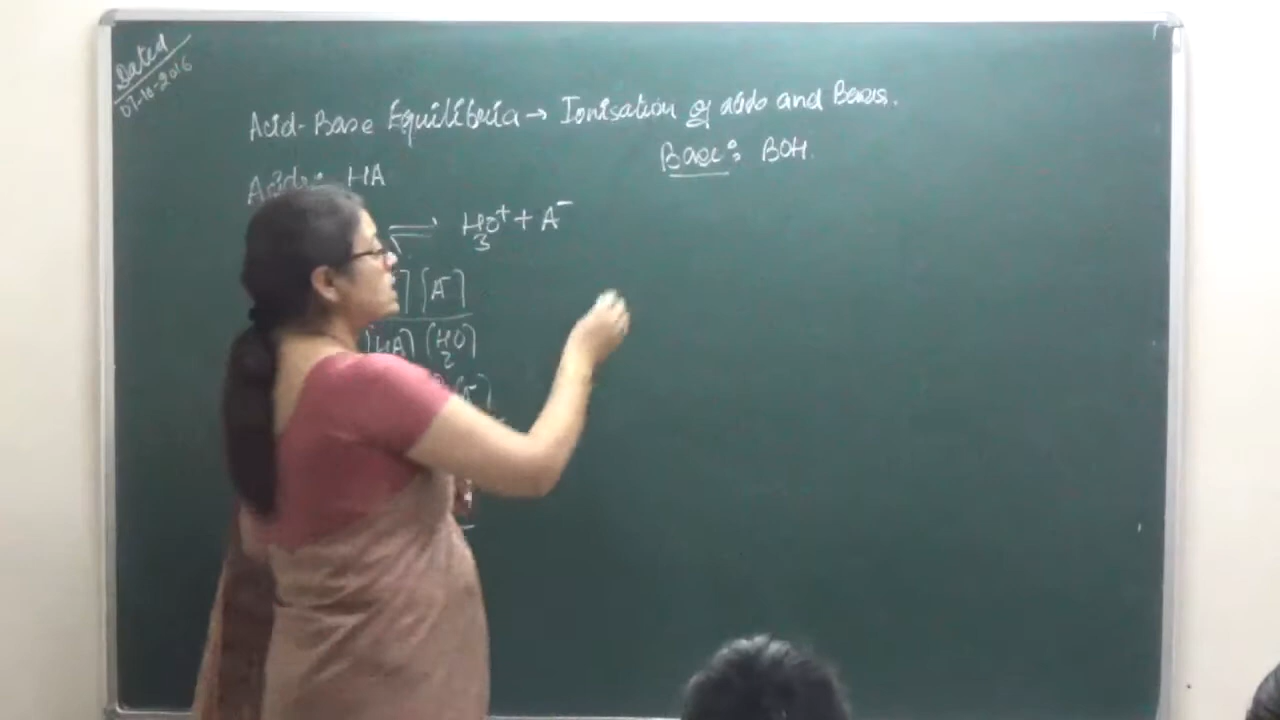 Dated
07-10-2016
Acid-Base Equilibria → Ionisation of acids and Bases.
Acids: HA
Base: BOH.
⇌ H3O+ + A-
] [A-]
[HA] [H2O]